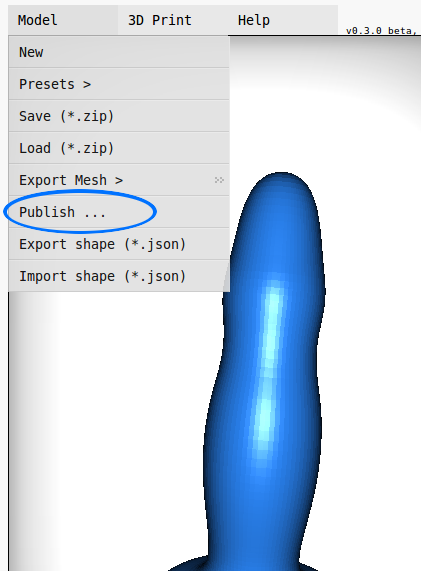 Model 3D Print Help
v0.3.0 beta,
New
Presets >
Save (*.zip)
Load (*.zip)
Export Mesh >
Publish ...
Export shape (*.json)
Import shape (*.json)